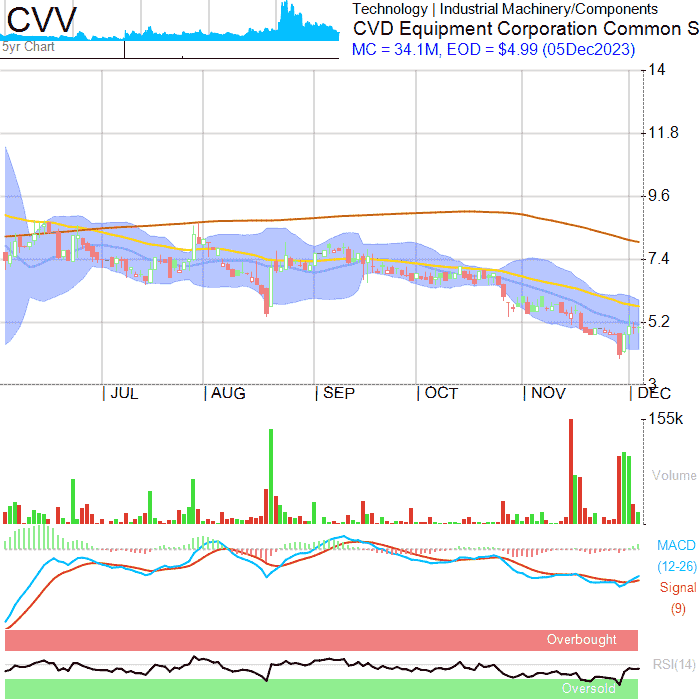 CVV
5yr Chart
Technology | Industrial Machinery/Components
CVD Equipment Corporation Common S
MC = 34.1M, EOD = $4.99 (05Dec2023)
14
11.8
9.6
7.4
5.2
3
JUL
AUG
SEP
OCT
NOV
DEC
155k
Volume
MACD
(12-26)
Signal
(9)
Overbought
RSI(14)
Oversold